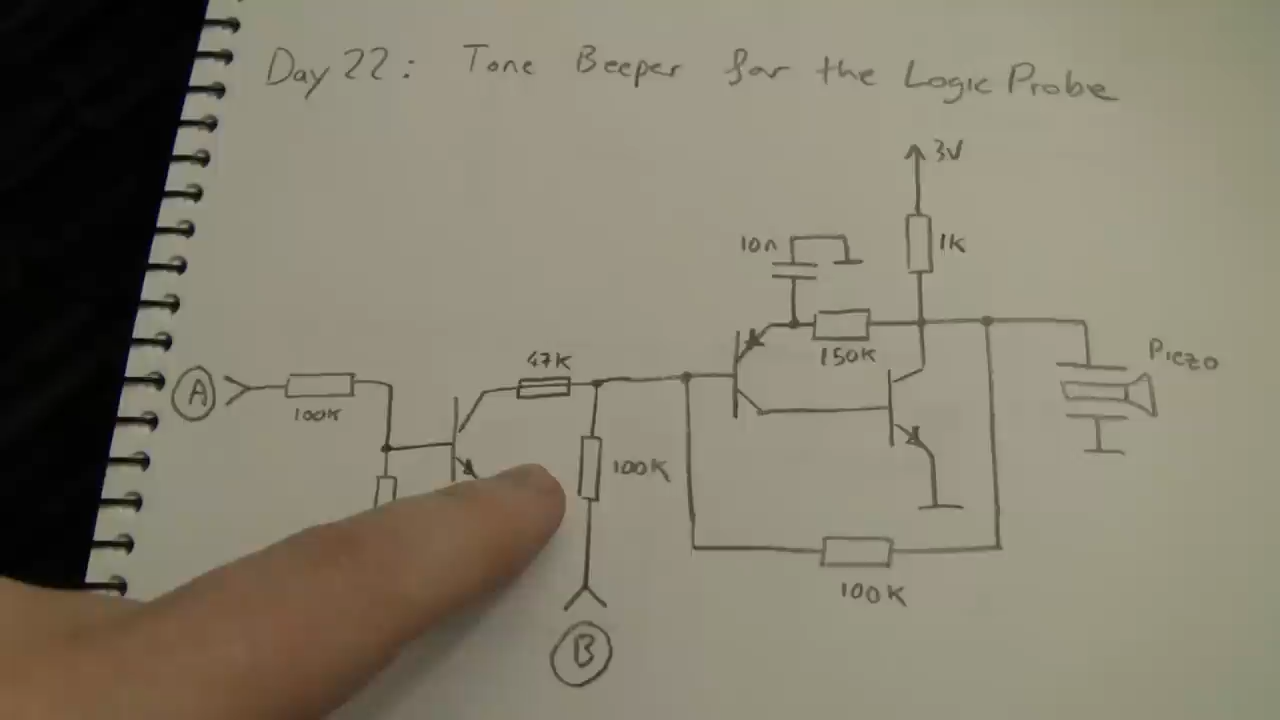 Day 22: Tone Beeper for the Logic Probe
3V
10n
1K
150K
Piezo
47K
A
100K
100K
100K
B